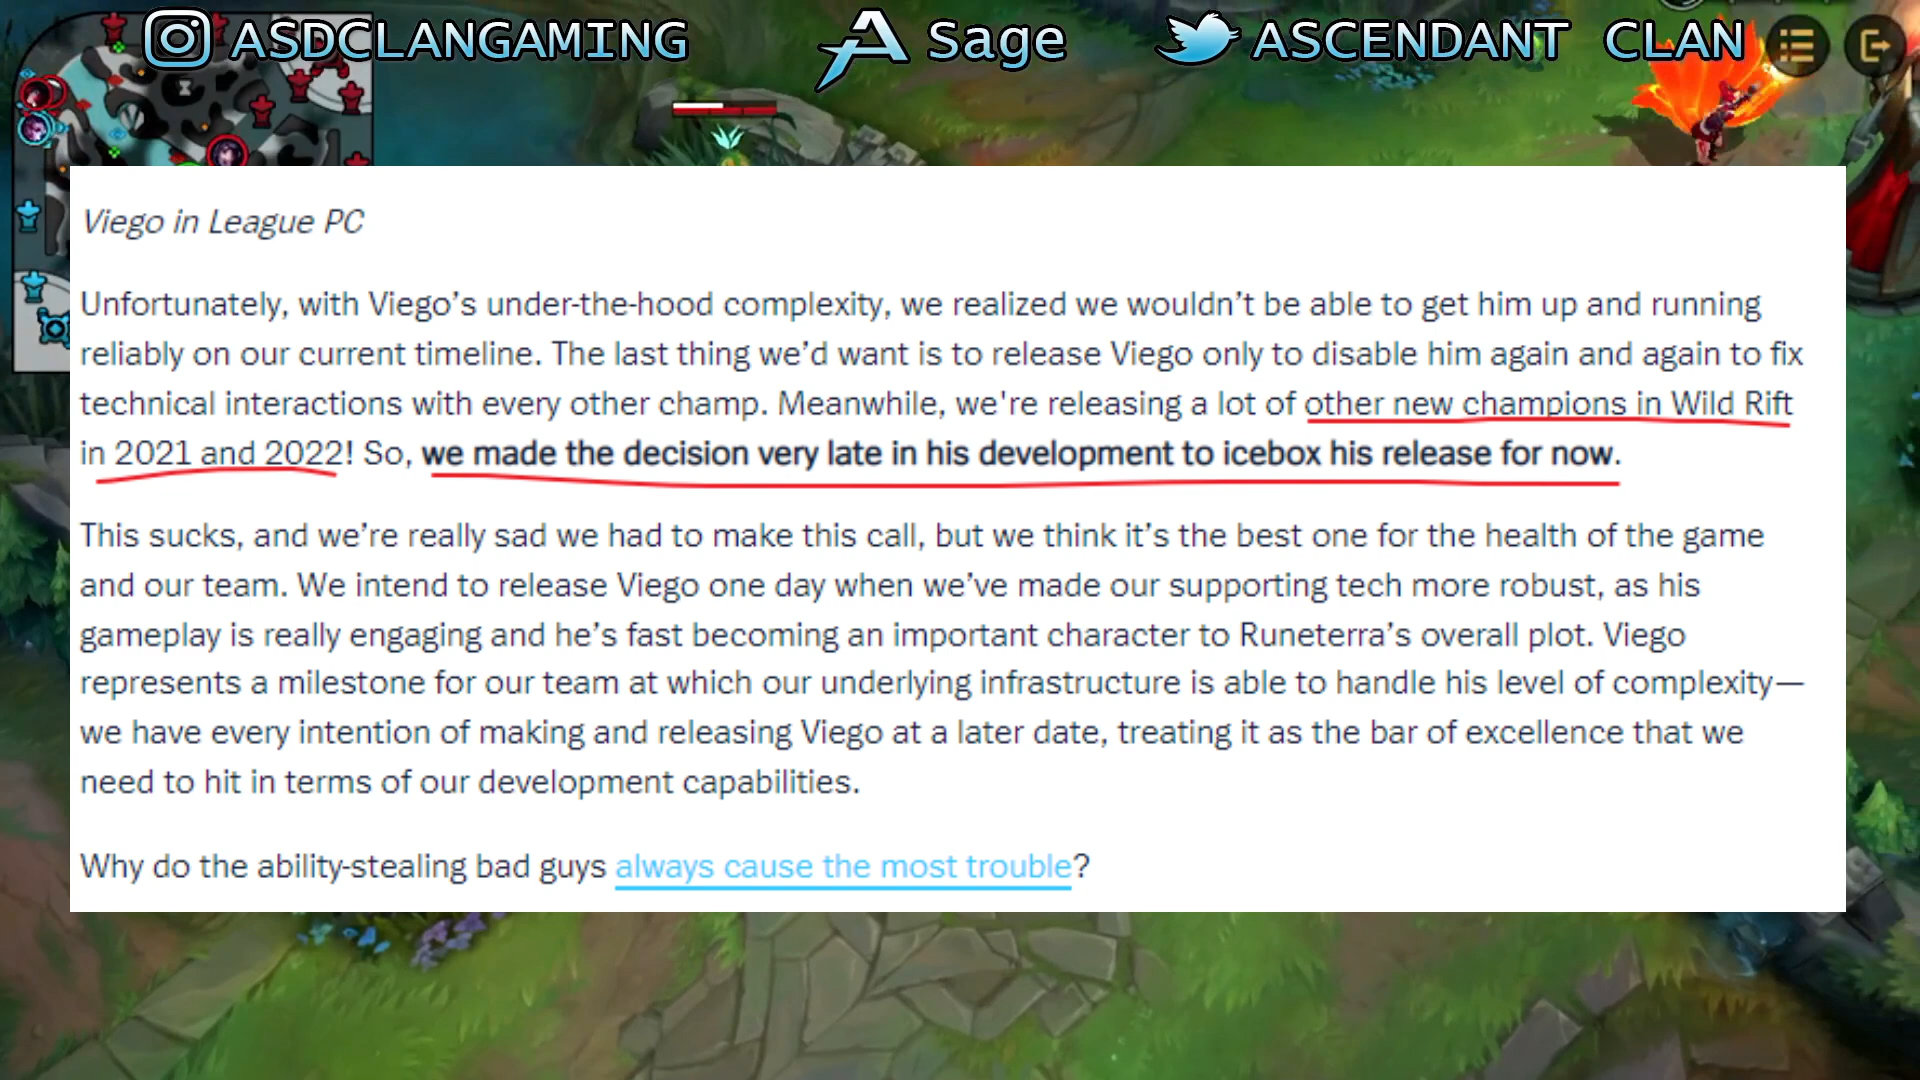 ASDCLANGAMING Sage ASCENDANT CLAN
Viego in League PC
Unfortunately, with Viego’s under-the-hood complexity, we realized we wouldn’t be able to get him up and running
reliably on our current timeline. The last thing we’d want is to release Viego only to disable him again and again to fix
technical interactions with every other champ. Meanwhile, we're releasing a lot of other new champions in Wild Rift
in 2021 and 2022! So, we made the decision very late in his development to icebox his release for now.
This sucks, and we’re really sad we had to make this call, but we think it’s the best one for the health of the game
and our team. We intend to release Viego one day when we’ve made our supporting tech more robust, as his
gameplay is really engaging and he’s fast becoming an important character to Runeterra’s overall plot. Viego
represents a milestone for our team at which our underlying infrastructure is able to handle his level of complexity—
we have every intention of making and releasing Viego at a later date, treating it as the bar of excellence that we
need to hit in terms of our development capabilities.
Why do the ability-stealing bad guys always cause the most trouble?